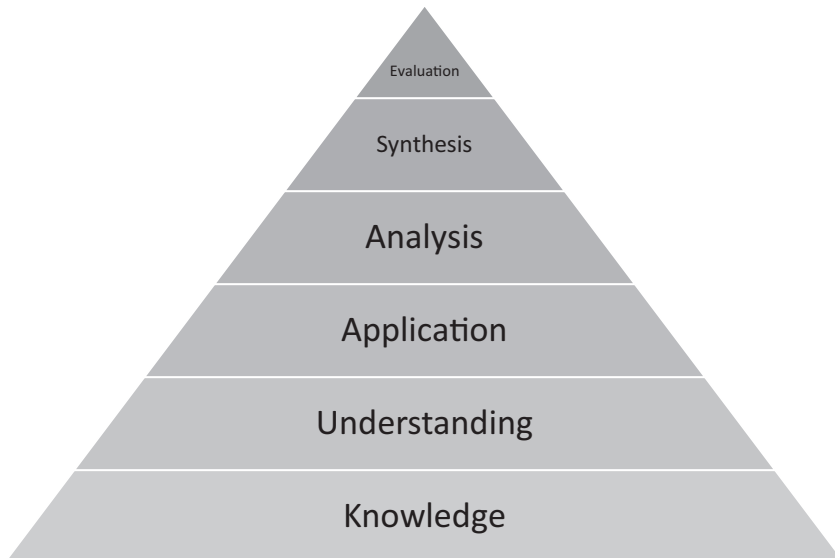 Evaluation
Synthesis
Analysis
Application
Understanding
Knowledge